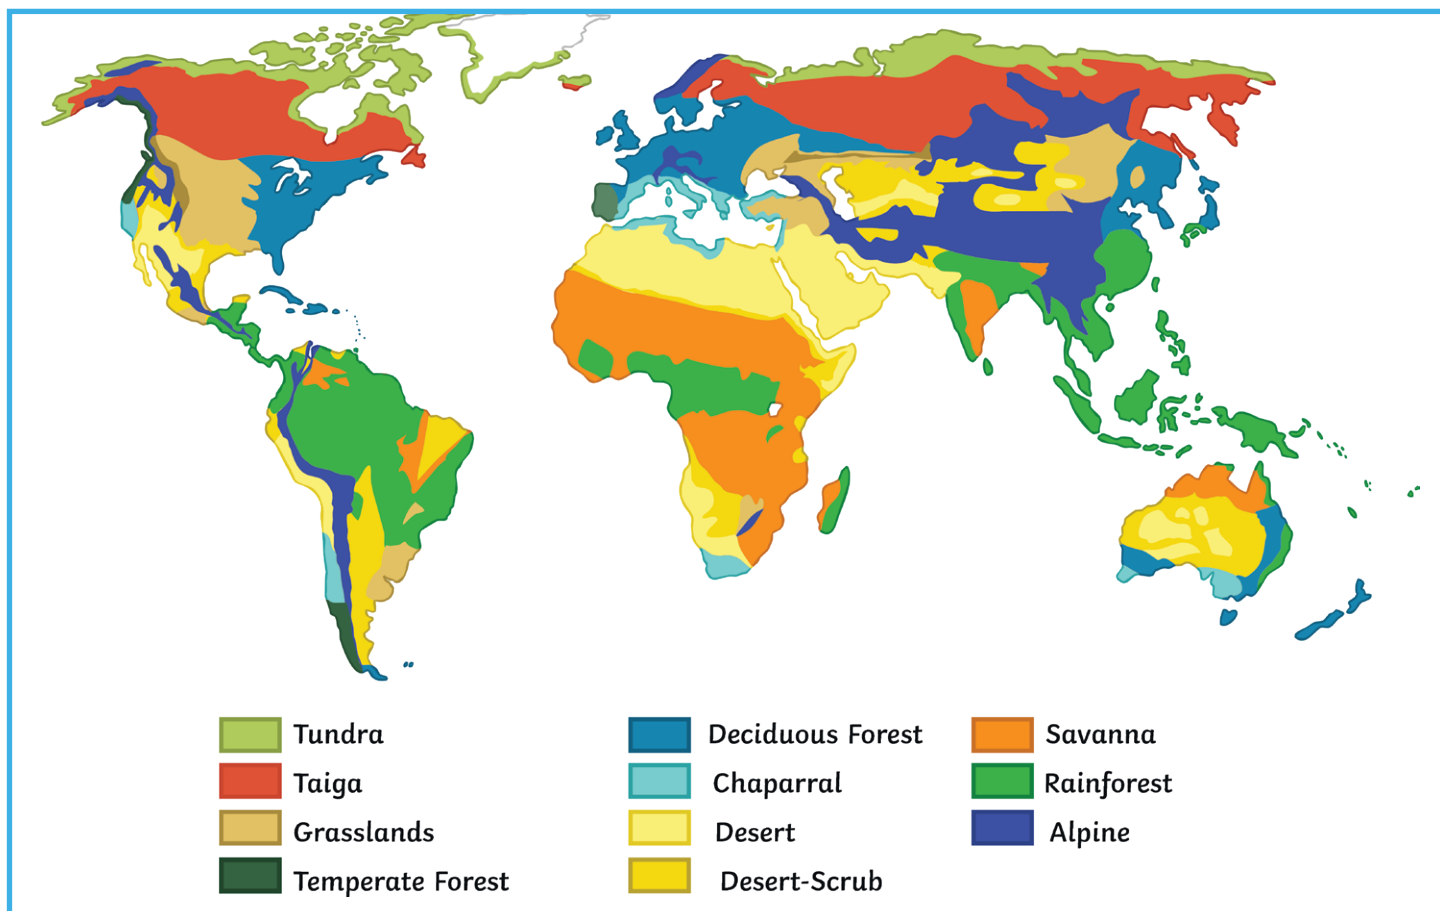 Tundra
Taiga
Grasslands
Temperate Forest
Deciduous Forest
Chaparral
Desert
Desert-Scrub
Savanna
Rainforest
Alpine